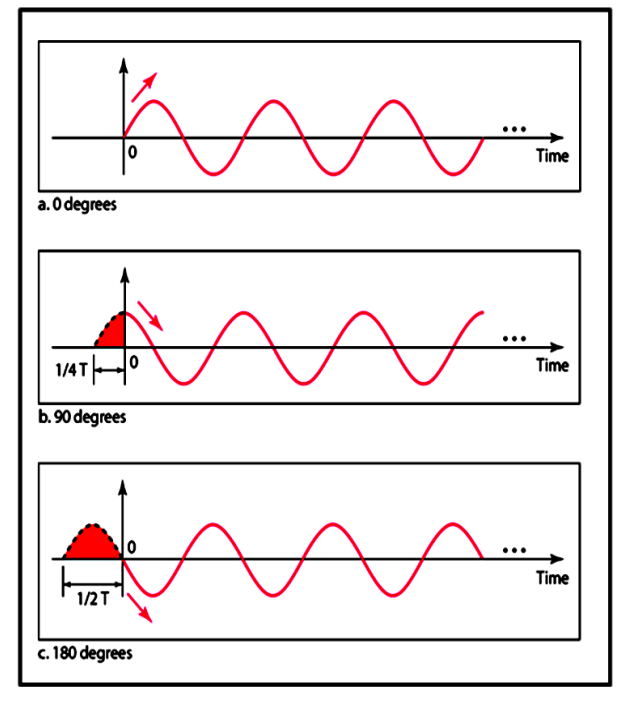 ...
0
Time
a. 0 degrees
...
1/4 T
0
Time
b. 90 degrees
0
...
1/2 T
Time
c. 180 degrees